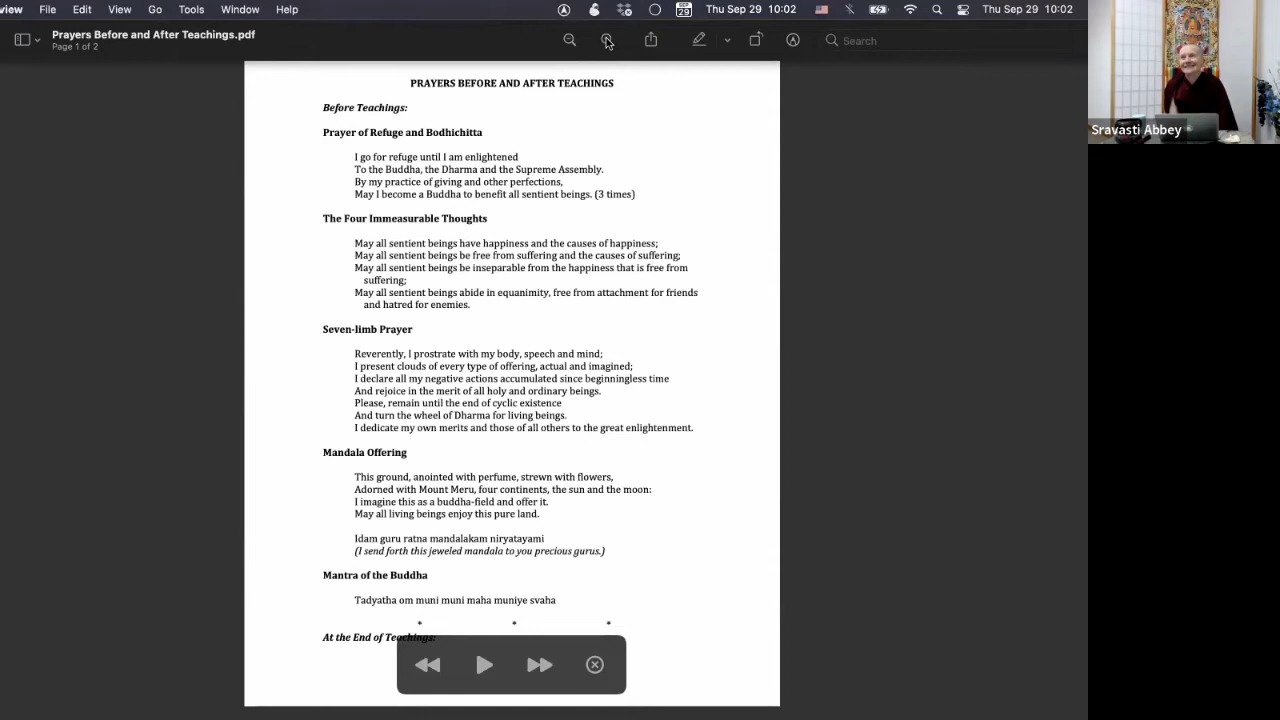 view File Edit View Go Tools Window Help SEP 29 Thu Sep 29 10:02 Thu Sep 29 10:02
Prayers Before and After Teachings.pdf
Page 1 of 2
Search
PRAYERS BEFORE AND AFTER TEACHINGS
Before Teachings:
Prayer of Refuge and Bodhichitta
I go for refuge until I am enlightened
To the Buddha, the Dharma and the Supreme Assembly.
By my practice of giving and other perfections,
May I become a Buddha to benefit all sentient beings. (3 times)
The Four Immeasurable Thoughts
May all sentient beings have happiness and the causes of happiness;
May all sentient beings be free from suffering and the causes of suffering;
May all sentient beings be inseparable from the happiness that is free from
suffering;
May all sentient beings abide in equanimity, free from attachment for friends
and hatred for enemies.
Seven-limb Prayer
Reverently, I prostrate with my body, speech and mind;
I present clouds of every type of offering, actual and imagined;
I declare all my negative actions accumulated since beginningless time
And rejoice in the merit of all holy and ordinary beings.
Please, remain until the end of cyclic existence
And turn the wheel of Dharma for living beings.
I dedicate my own merits and those of all others to the great enlightenment.
Mandala Offering
This ground, anointed with perfume, strewn with flowers,
Adorned with Mount Meru, four continents, the sun and the moon:
I imagine this as a buddha-field and offer it.
May all living beings enjoy this pure land.
Idam guru ratna mandalakam niryatayami
(I send forth this jeweled mandala to you precious gurus.)
Mantra of the Buddha
Tadyatha om muni muni maha muniye svaha
* * *
At the End of Teachings:
Sravasti Abbey